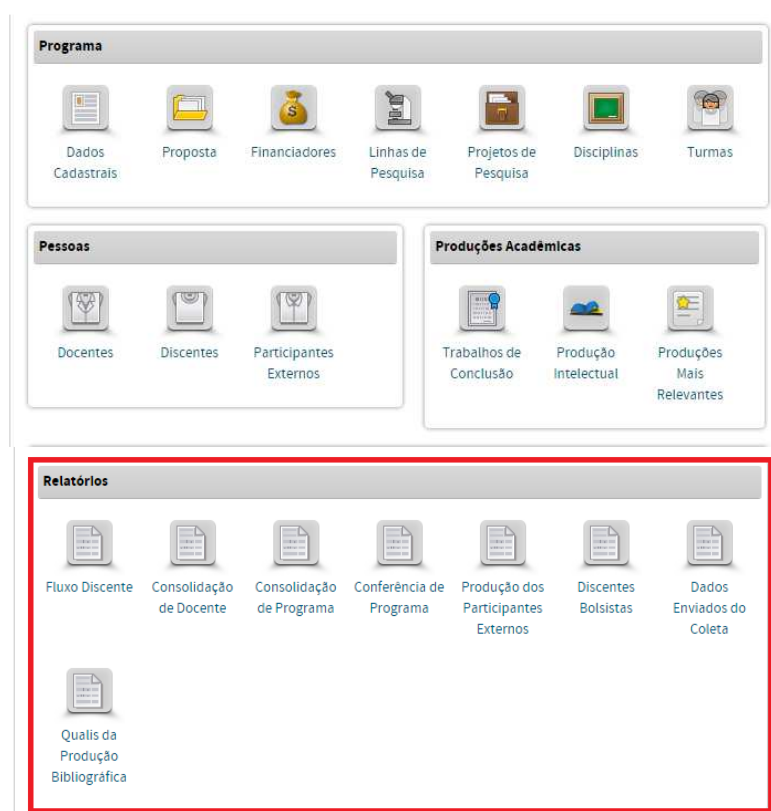 Programa
Dados
Cadastrais
Proposta
Financiadores
Linhas de
Pesquisa
Projetos de
Pesquisa
Disciplinas
Turmas
Pessoas
Docentes
Discentes
Participantes
Externos
Produções Acadêmicas
Trabalhos de
Conclusão
Produção
Intelectual
Produções
Mais
Relevantes
Relatórios
Fluxo Discente
Consolidação
de Docente
Consolidação
de Programa
Conferência de
Programa
Produção dos
Participantes
Externos
Discentes
Bolsistas
Dados
Enviados do
Coleta
Qualis da
Produção
Bibliográfica